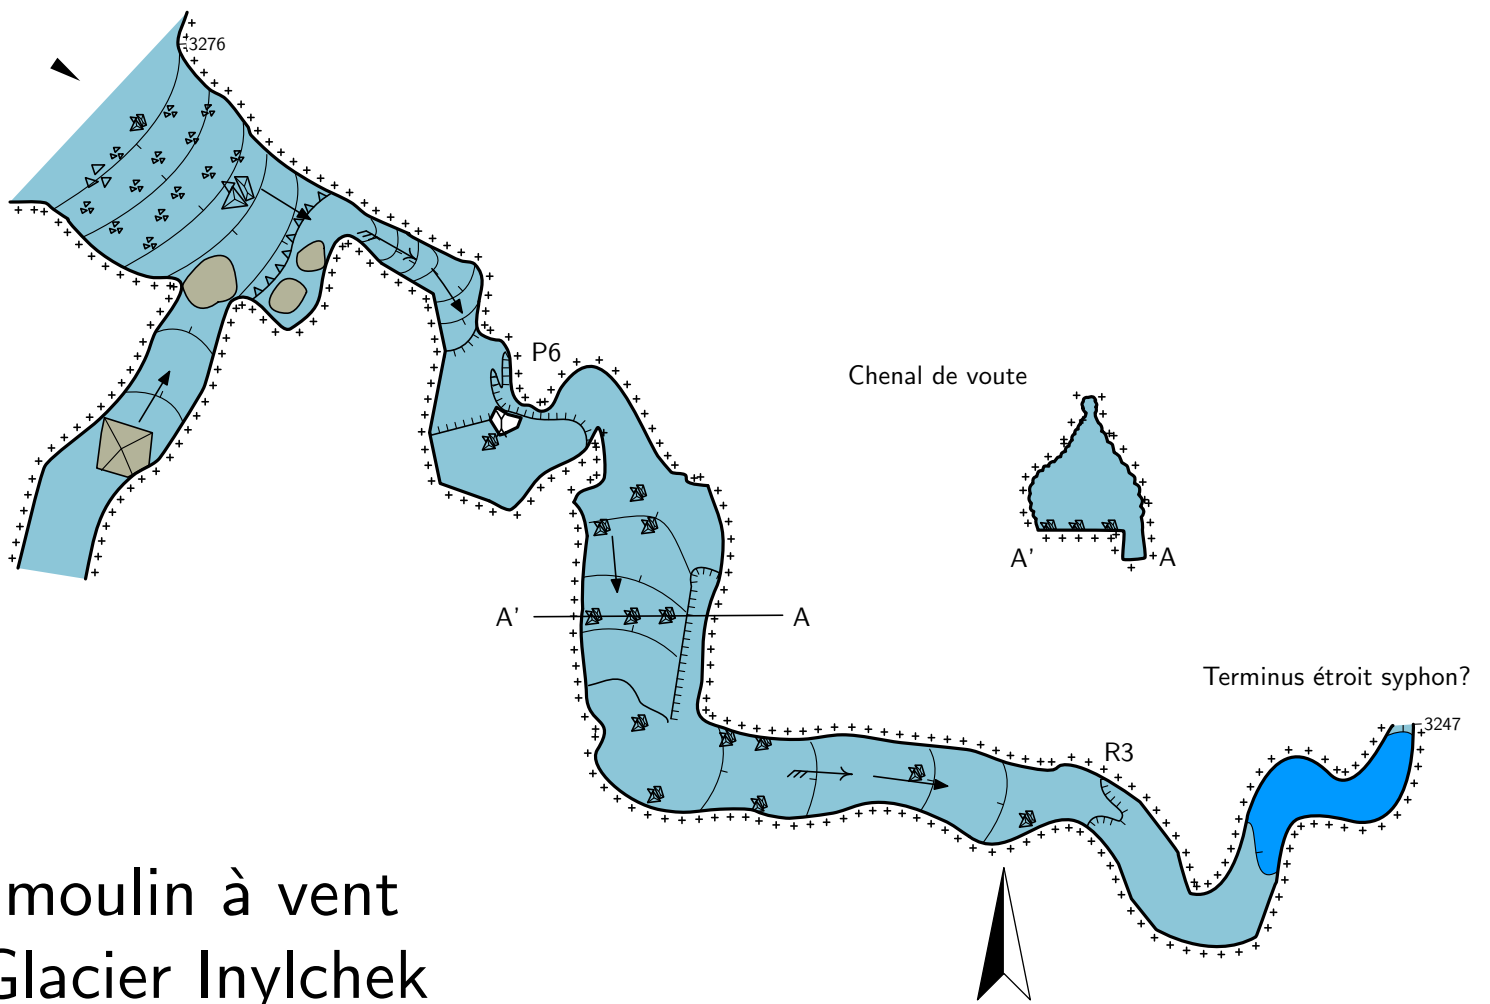 3276
P6
Chenal de voute
A' A
A' A
Terminus étroit syphon?
3247
R3
moulin à vent
Glacier Inylchek